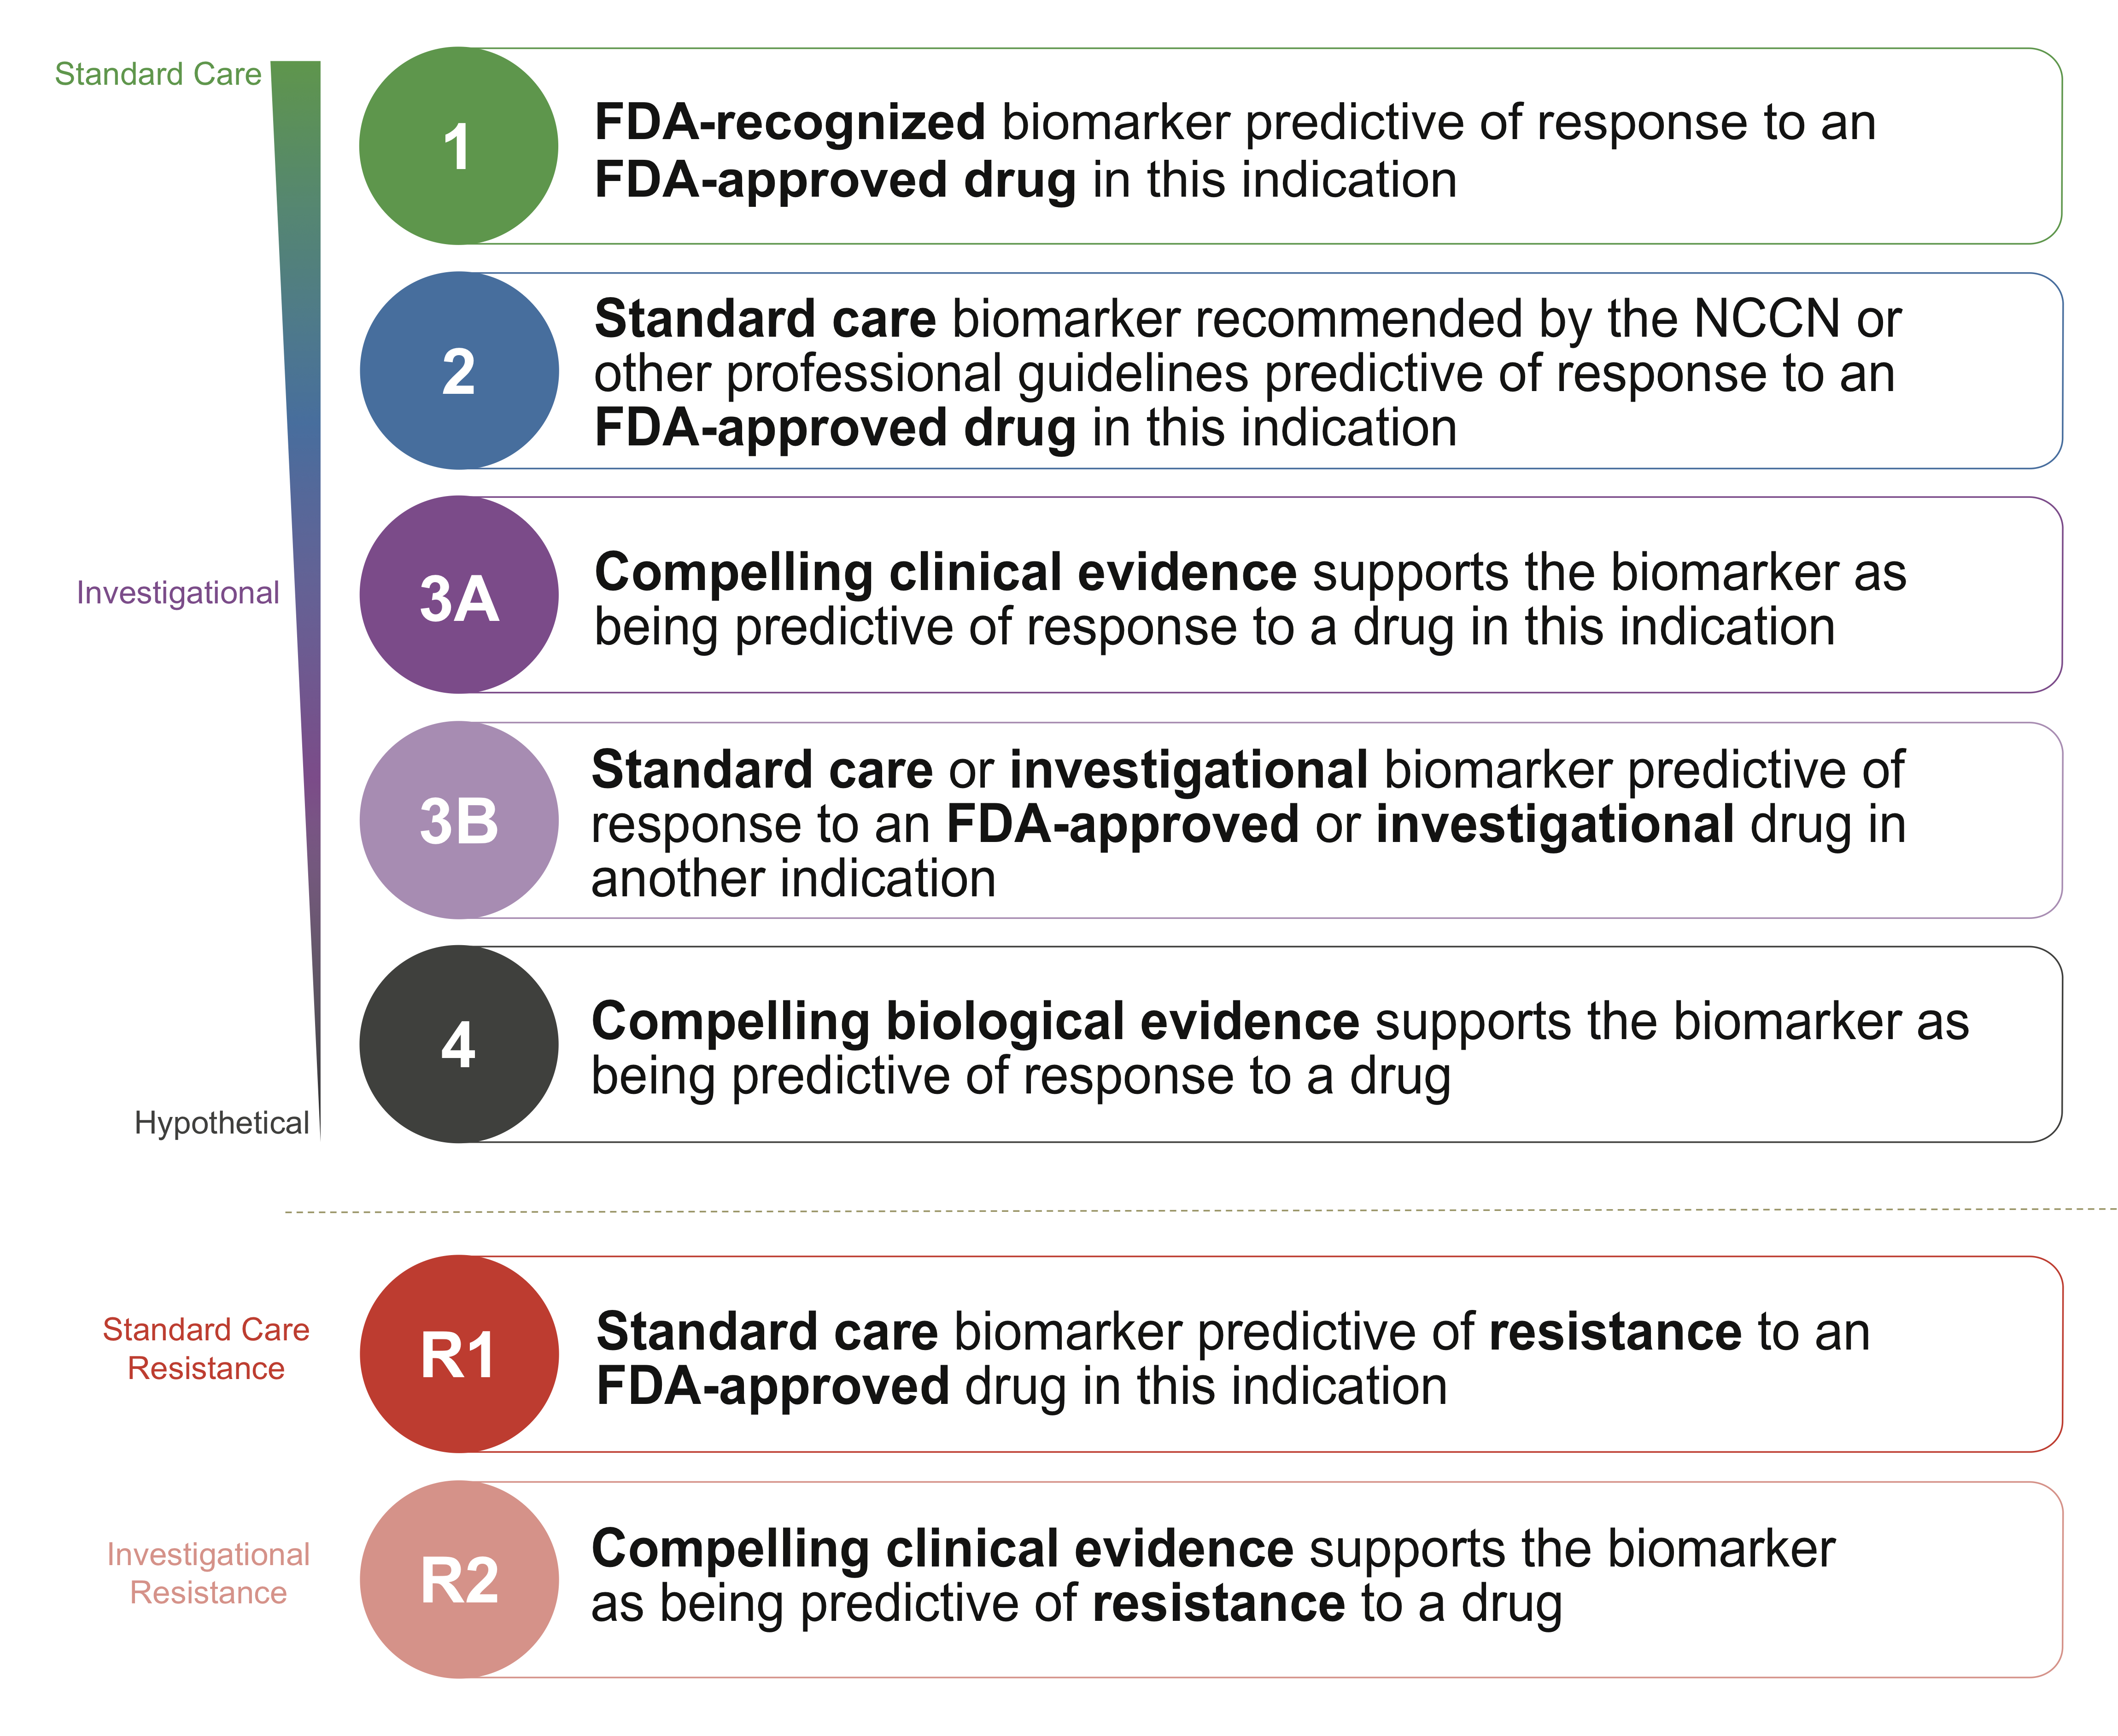 Standard Care
1
FDA-recognized biomarker predictive of response to an
FDA-approved drug in this indication
2
Standard care biomarker recommended by the NCCN or
other professional guidelines predictive of response to an
FDA-approved drug in this indication
Investigational
3A
Compelling clinical evidence supports the biomarker as
being predictive of response to a drug in this indication
3B
Standard care or investigational biomarker predictive of
response to an FDA-approved or investigational drug in
another indication
4
Compelling biological evidence supports the biomarker as
being predictive of response to a drug
Hypothetical
Standard Care
Resistance
R1
Standard care biomarker predictive of resistance to an
FDA-approved drug in this indication
Investigational
Resistance
R2
Compelling clinical evidence supports the biomarker
as being predictive of resistance to a drug